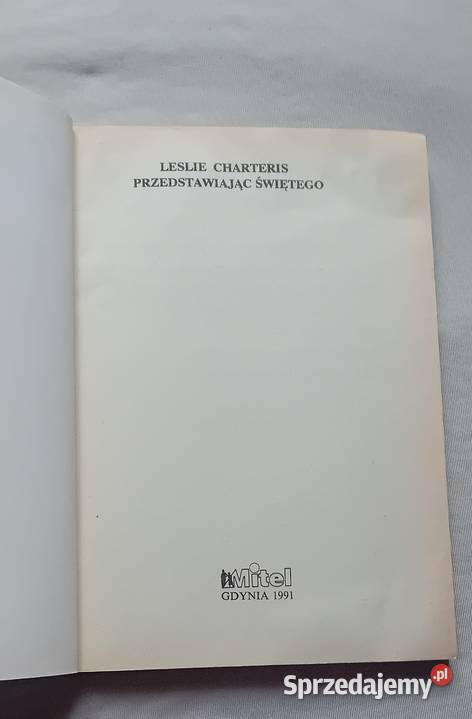 LESLIE CHARTERIS
PRZEDSTAWIAJĄC ŚWIĘTEGO
Mitel
GDYNIA 1991
Sprzedajemy.pl